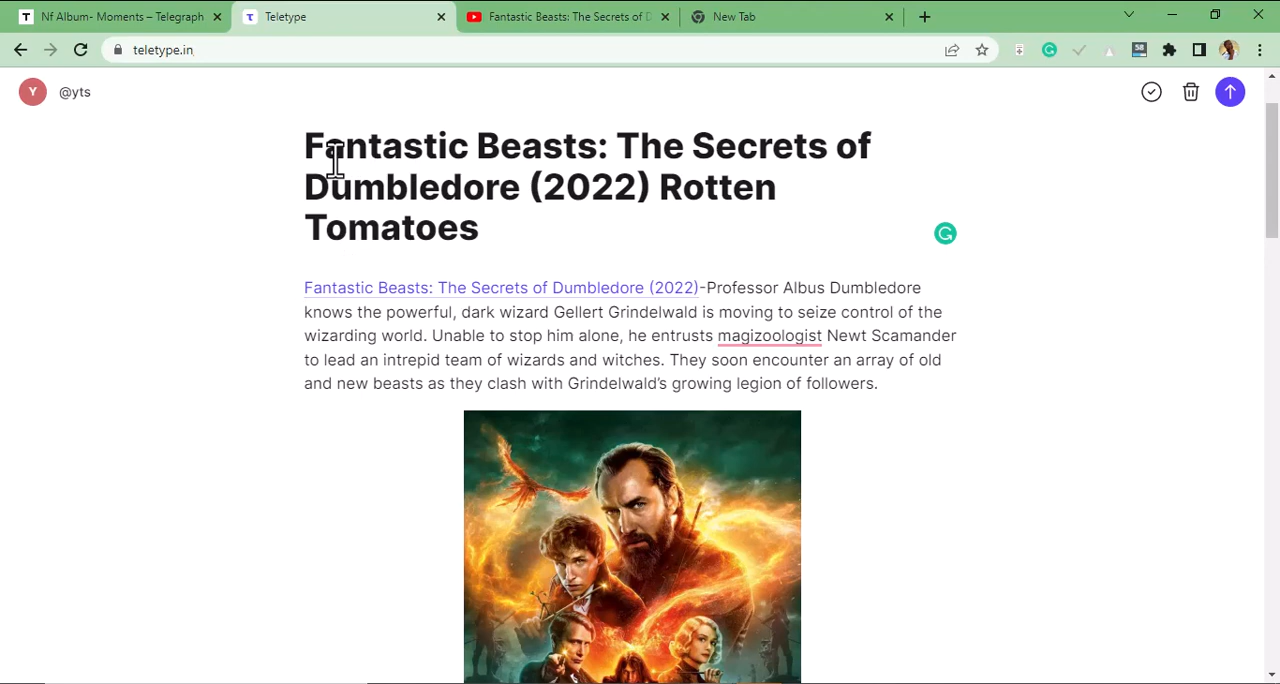 Nf Album- Moments – Telegraph
Teletype
Fantastic Beasts: The Secrets of D
New Tab
teletype.in
58
Y
@yts
Fantastic Beasts: The Secrets of
Dumbledore (2022) Rotten
Tomatoes
Fantastic Beasts: The Secrets of Dumbledore (2022)-Professor Albus Dumbledore
knows the powerful, dark wizard Gellert Grindelwald is moving to seize control of the
wizarding world. Unable to stop him alone, he entrusts magizoologist Newt Scamander
to lead an intrepid team of wizards and witches. They soon encounter an array of old
and new beasts as they clash with Grindelwald’s growing legion of followers.